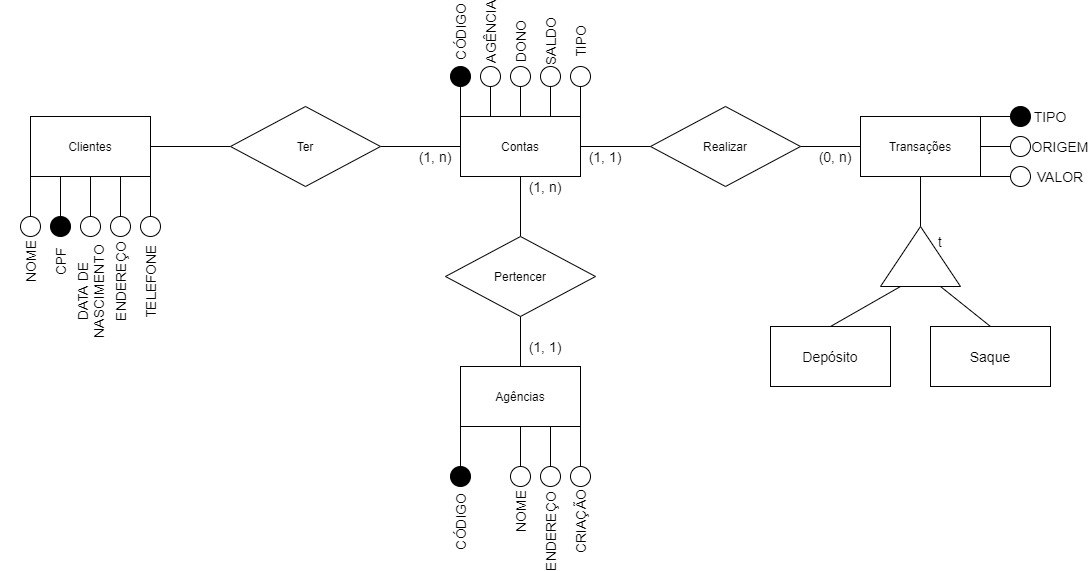 CÓDIGO
AGÊNCIA
DONO
SALDO
TIPO
Clientes
Ter
(1, n)
Contas
(1, 1)
Realizar
(0, n)
Transações
TIPO
ORIGEM
VALOR
NOME
CPF
DATA DE
NASCIMENTO
ENDEREÇO
TELEFONE
(1, n)
Pertencer
(1, 1)
t
Depósito
Saque
Agências
CÓDIGO
NOME
ENDEREÇO
CRIAÇÃO